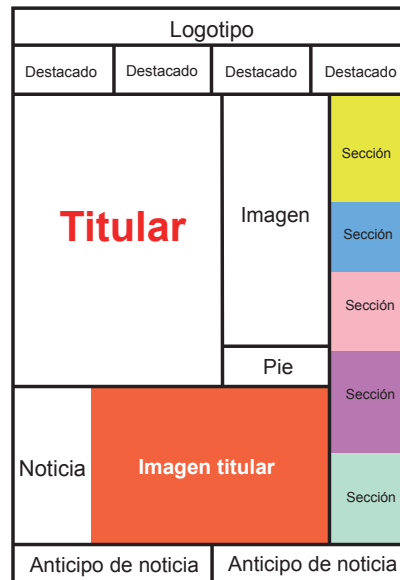 Logotipo
Destacado
Destacado
Destacado
Destacado
Titular
Imagen
Pie
Sección
Sección
Sección
Sección
Sección
Noticia
Imagen titular
Anticipo de noticia
Anticipo de noticia